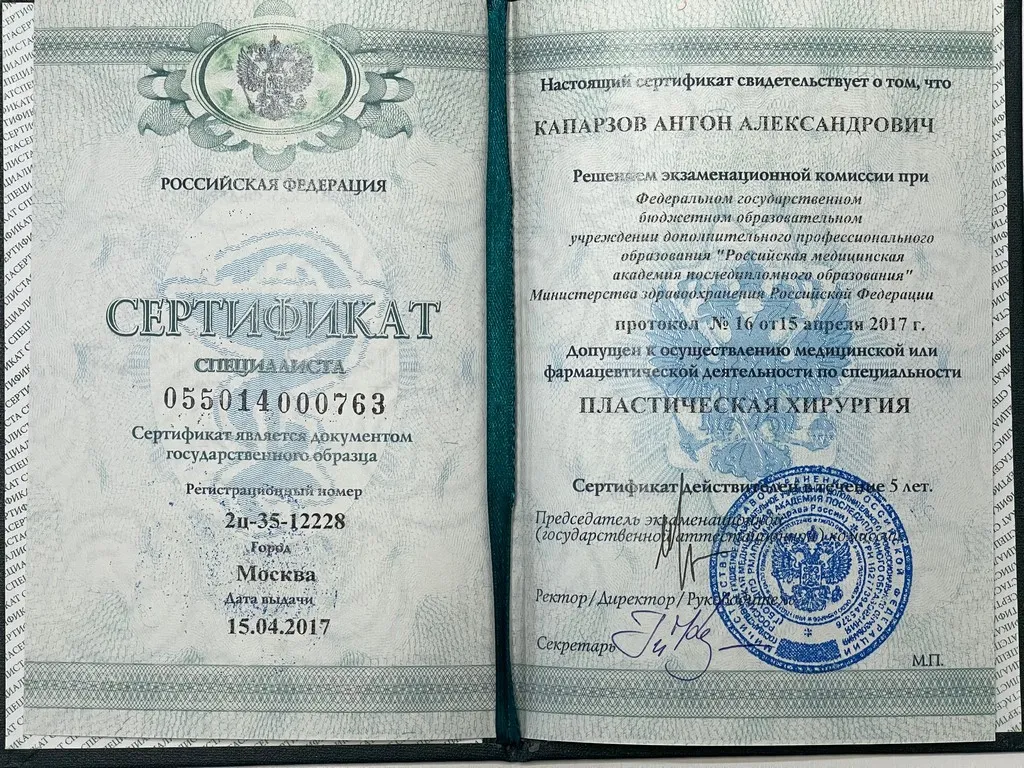 РОССИЙСКАЯ ФЕДЕРАЦИЯ
СЕРТИФИКАТ
СПЕЦИАЛИСТА
055014000763
Сертификат является документом
государственного образца
Регистрационный номер
2ц-35-12228
Город
Москва
Дата выдачи
15.04.2017
Настоящий сертификат свидетельствует о том, что
КАПАРЗОВ АНТОН АЛЕКСАНДРОВИЧ
Решением экзаменационной комиссии при
Федеральном государственном
бюджетном образовательном
учреждении дополнительного профессионального
образования "Российская медицинская
академия последипломного образования"
Министерства здравоохранения Российской Федерации
протокол № 16 от15 апреля 2017 г.
Допущен к осуществлению медицинской или
фармацевтической деятельности по специальности
ПЛАСТИЧЕСКАЯ ХИРУРГИЯ
Сертификат действителен в течение 5 лет.
Председатель экзаменационной
(государственной аттестационной) комиссии
Ректор/Директор/Руководитель
Секретарь
М.П.